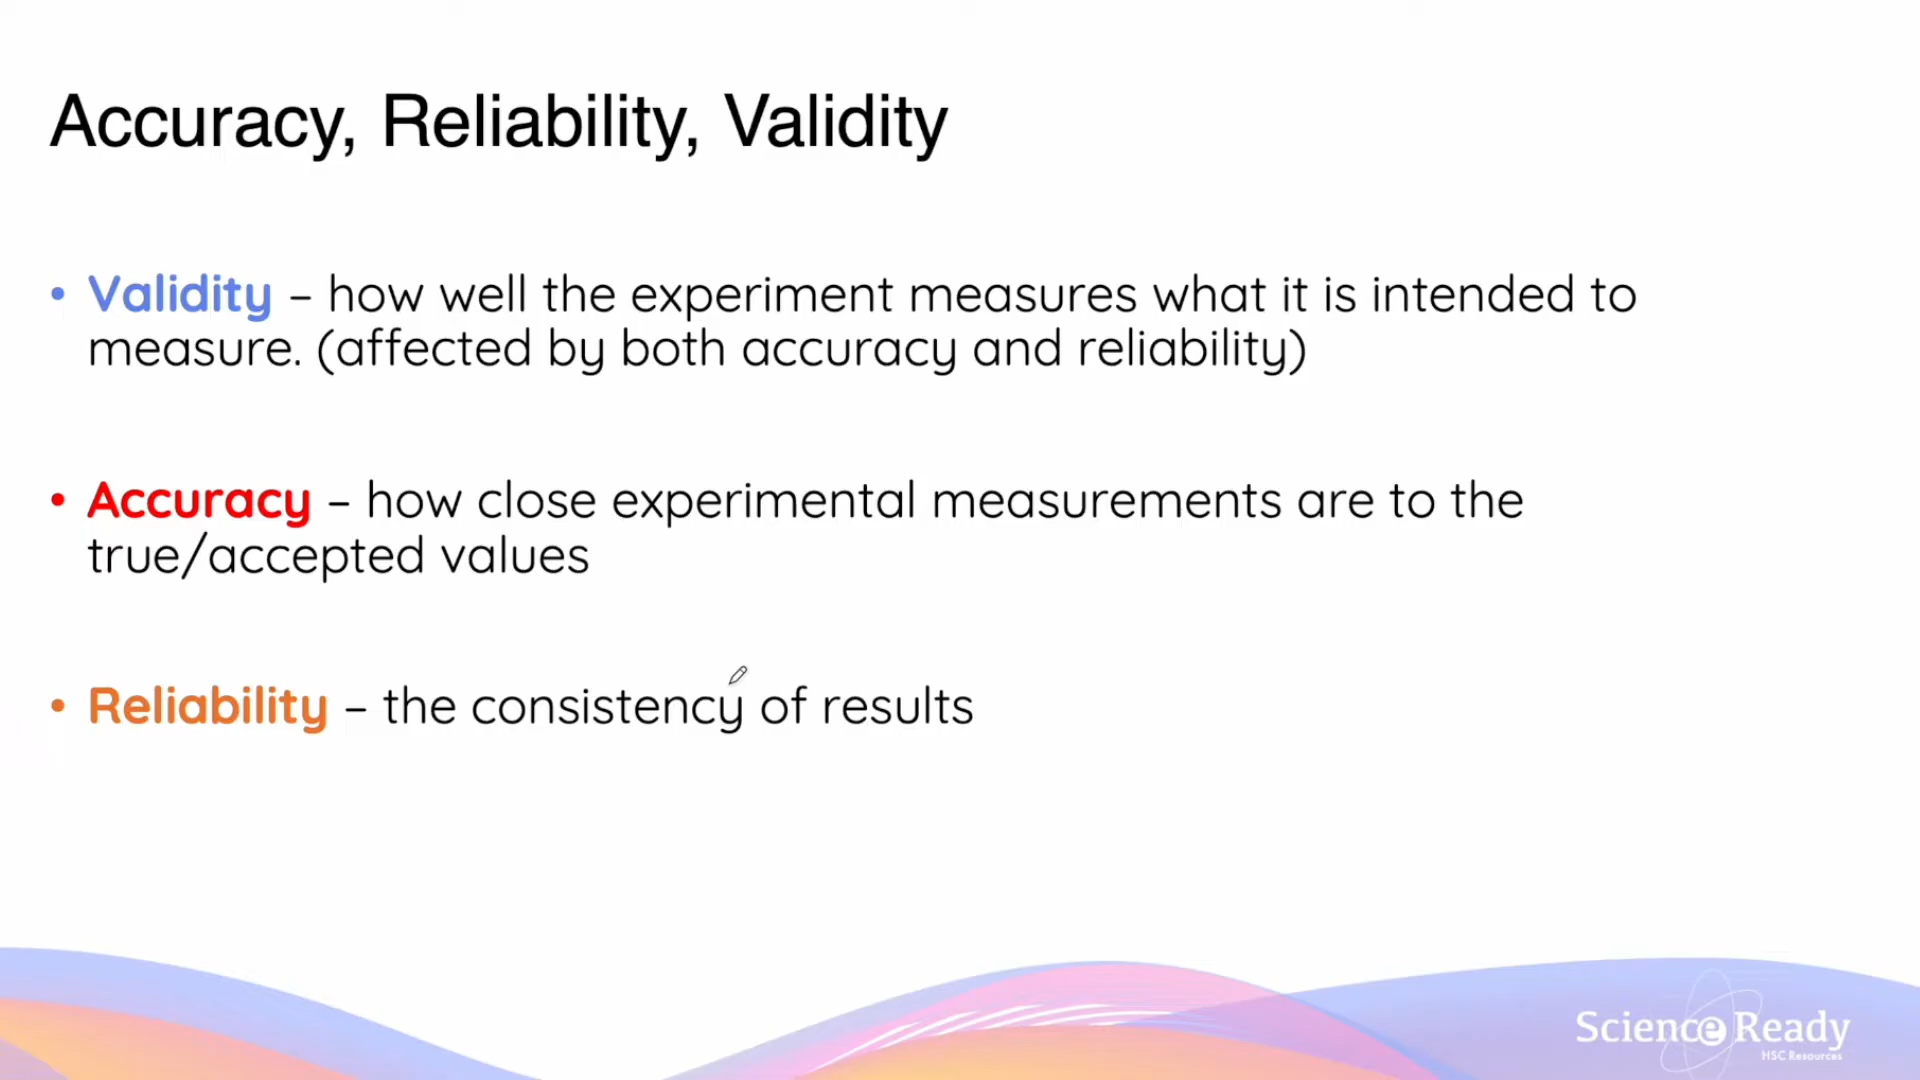 Accuracy, Reliability, Validity
• Validity – how well the experiment measures what it is intended to
measure. (affected by both accuracy and reliability)
• Accuracy – how close experimental measurements are to the
true/accepted values
• Reliability – the consistency of results
Science Ready
HSC Resources